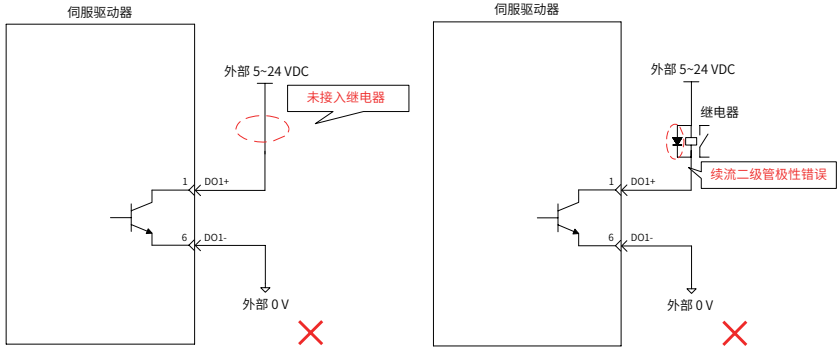 伺服驱动器
外部 5~24 VDC
未接入继电器
1 DO1+
6 DO1-
外部 0 V
伺服驱动器
外部 5~24 VDC
继电器
续流二级管极性错误
1 DO1+
6 DO1-
外部 0 V